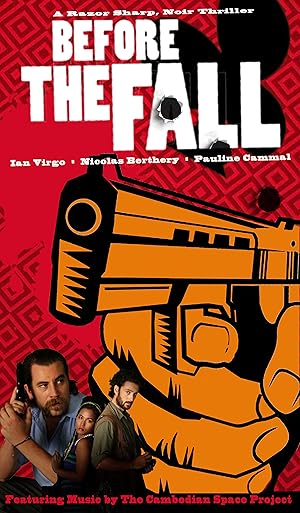 A Razor Sharp, Noir Thriller
BEFORE
THE FALL
Ian Virgo • Nicolas Berthery • Pauline Cammal
Featuring Music by The Cambodian Space Project